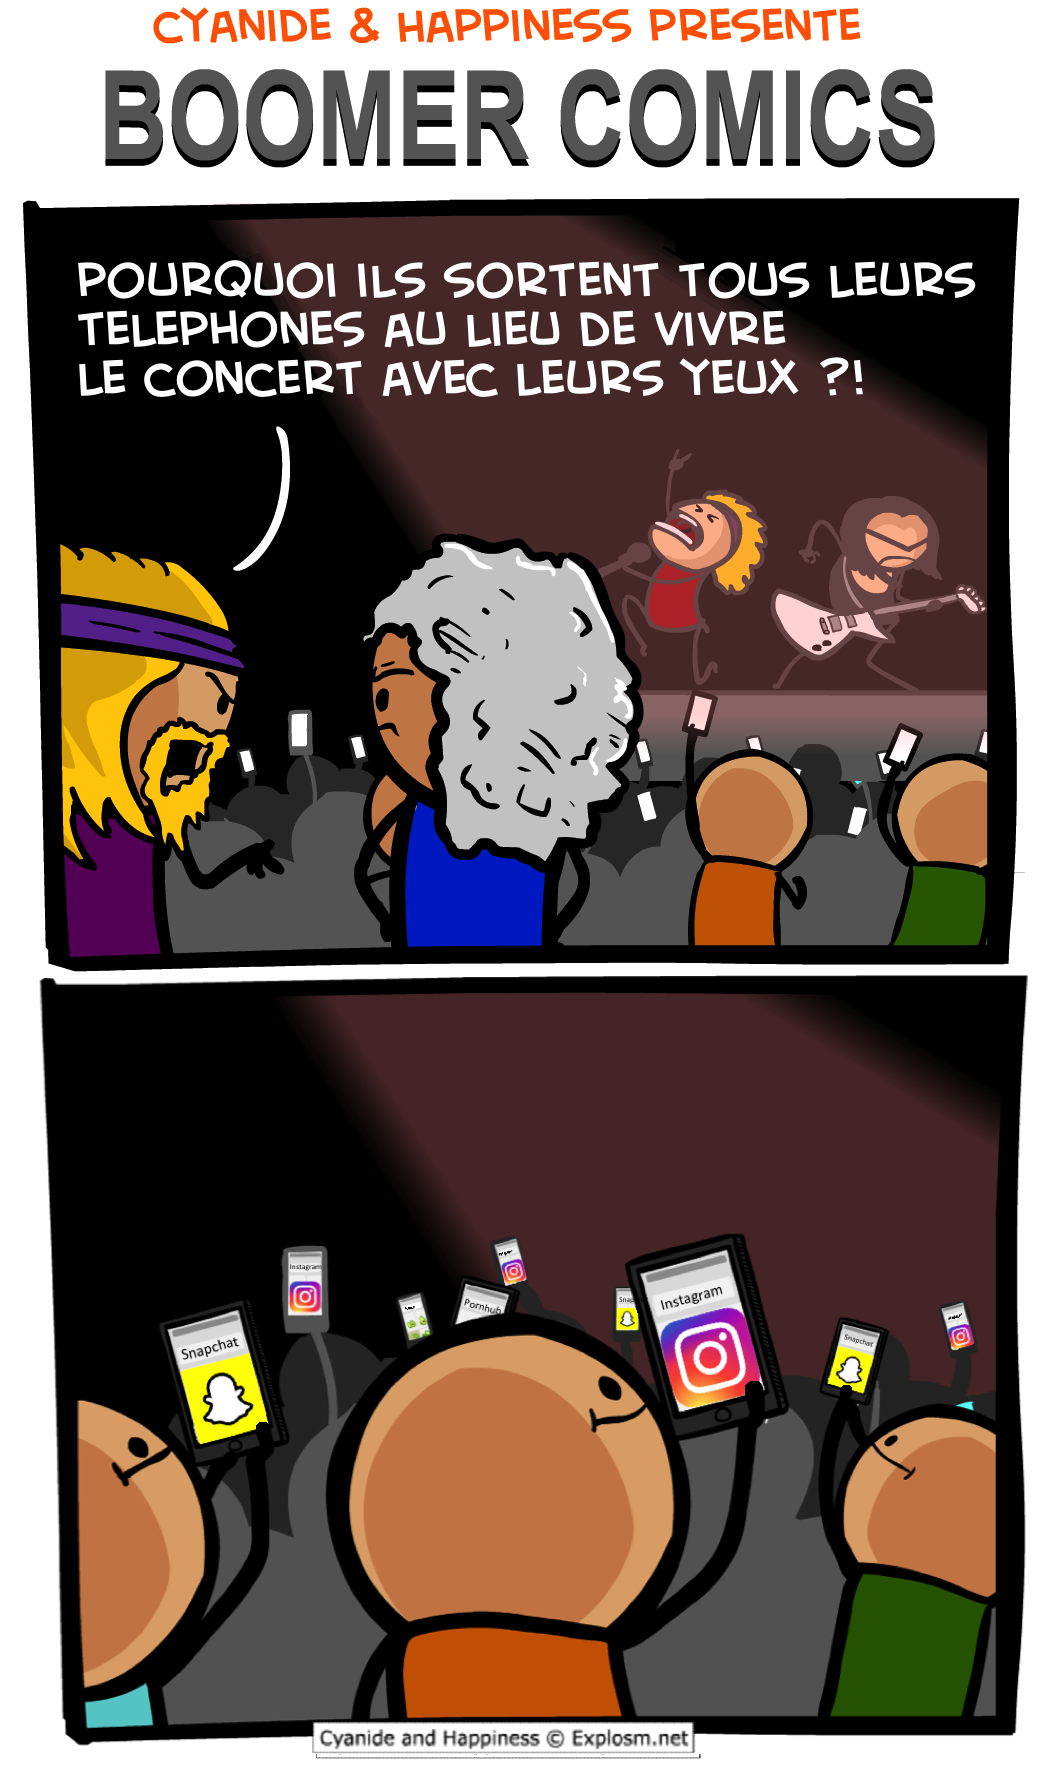 CYANIDE & HAPPINESS PRESENTE
BOOMER COMICS
POURQUOI ILS SORTENT TOUS LEURS
TELEPHONES AU LIEU DE VIVRE
LE CONCERT AVEC LEURS YEUX ?!
Instagram
Pornhub
Snap
Instagram
Snapchat
Snapchat
Cyanide and Happiness © Explosm.net